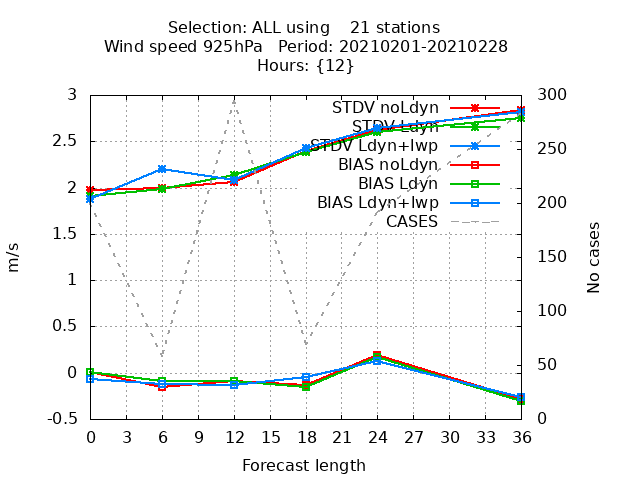 Selection: ALL using    21 stations
Wind speed 925hPa   Period: 20210201-20210228
Hours: {12}
3
2.5
2
1.5
1
0.5
0
-0.5
m/s
STDV noLdyn
STDV Ldyn
STDV Ldyn+lwp
BIAS noLdyn
BIAS Ldyn
BIAS Ldyn+lwp
CASES
300
250
200
150
100
50
0
No cases
0 3 6 9 12 15 18 21 24 27 30 33 36
Forecast length